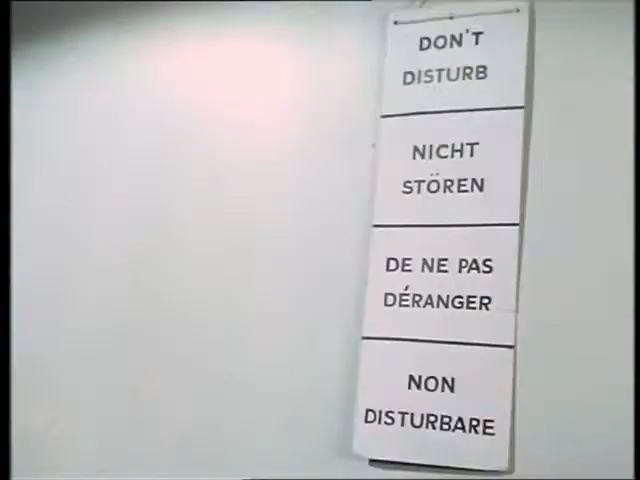 DON'T
DISTURB
NICHT
STÖREN
DE NE PAS
DÉRANGER
NON
DISTURBARE